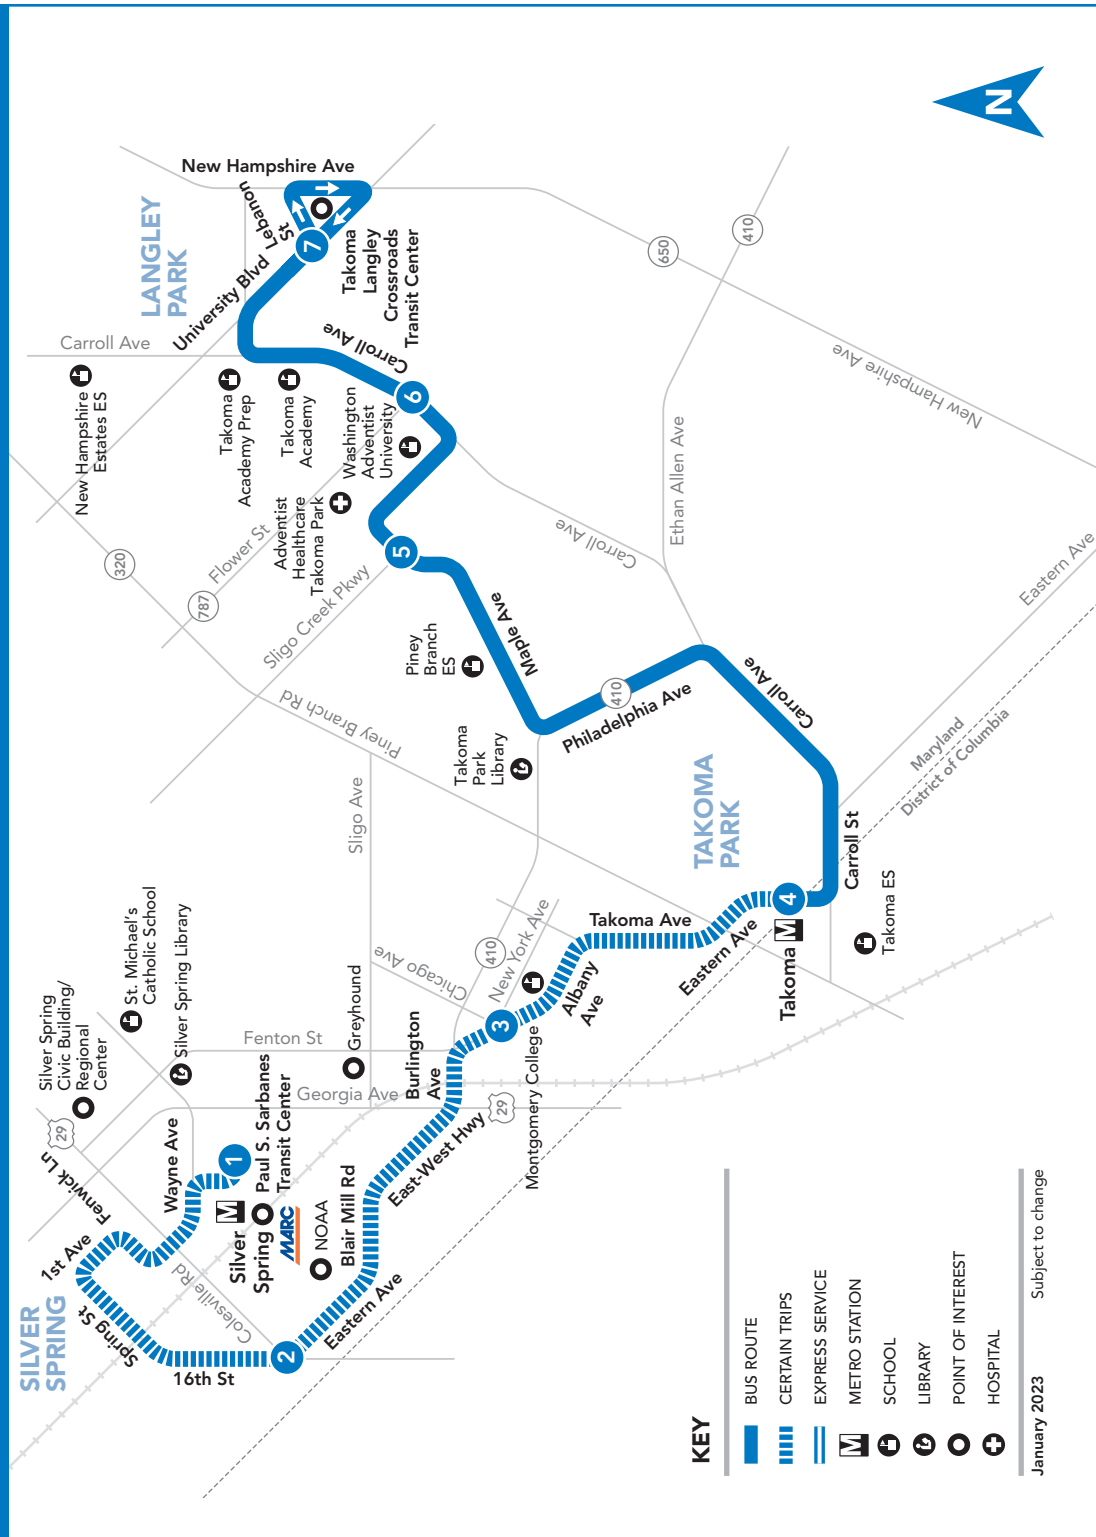 SILVER
SPRING
LANGLEY
PARK
TAKOMA
PARK
New Hampshire Ave
Lebanon
St
University Blvd
Carroll Ave
Carroll Ave
New Hampshire
Estates ES
Takoma
Academy Prep
Takoma
Academy
Washington
Adventist
University
Adventist
Healthcare
Takoma Park
Takoma
Langley
Crossroads
Transit Center
7
6
5
4
3
2
1
320
787
Flower St
Sligo Creek Pkwy
Piney Branch Rd
Piney
Branch
ES
Maple Ave
Takoma
Park
Library
410
Philadelphia Ave
Carroll Ave
Carroll Ave
Ethan Allen Ave
650
410
New Hampshire Ave
Eastern Ave
Maryland
District of Columbia
Carroll St
Takoma ES
Takoma
M
Eastern Ave
Takoma Ave
Albany
Ave
New York Ave
410
Chicago Ave
Sligo Ave
Montgomery College
Burlington
Ave
East-West Hwy
29
Georgia Ave
Fenton St
Greyhound
Silver Spring Library
St. Michael's
Catholic School
Silver Spring
Civic Building/
Regional
Center
29
Fenwick Ln
Wayne Ave
1st Ave
Spring St
16th St
Colesville Rd
Silver
Spring
M
Paul S. Sarbanes
Transit Center
MARC
NOAA
Blair Mill Rd
Eastern Ave
N
KEY
BUS ROUTE
CERTAIN TRIPS
EXPRESS SERVICE
M METRO STATION
SCHOOL
LIBRARY
POINT OF INTEREST
HOSPITAL
January 2023
Subject to change